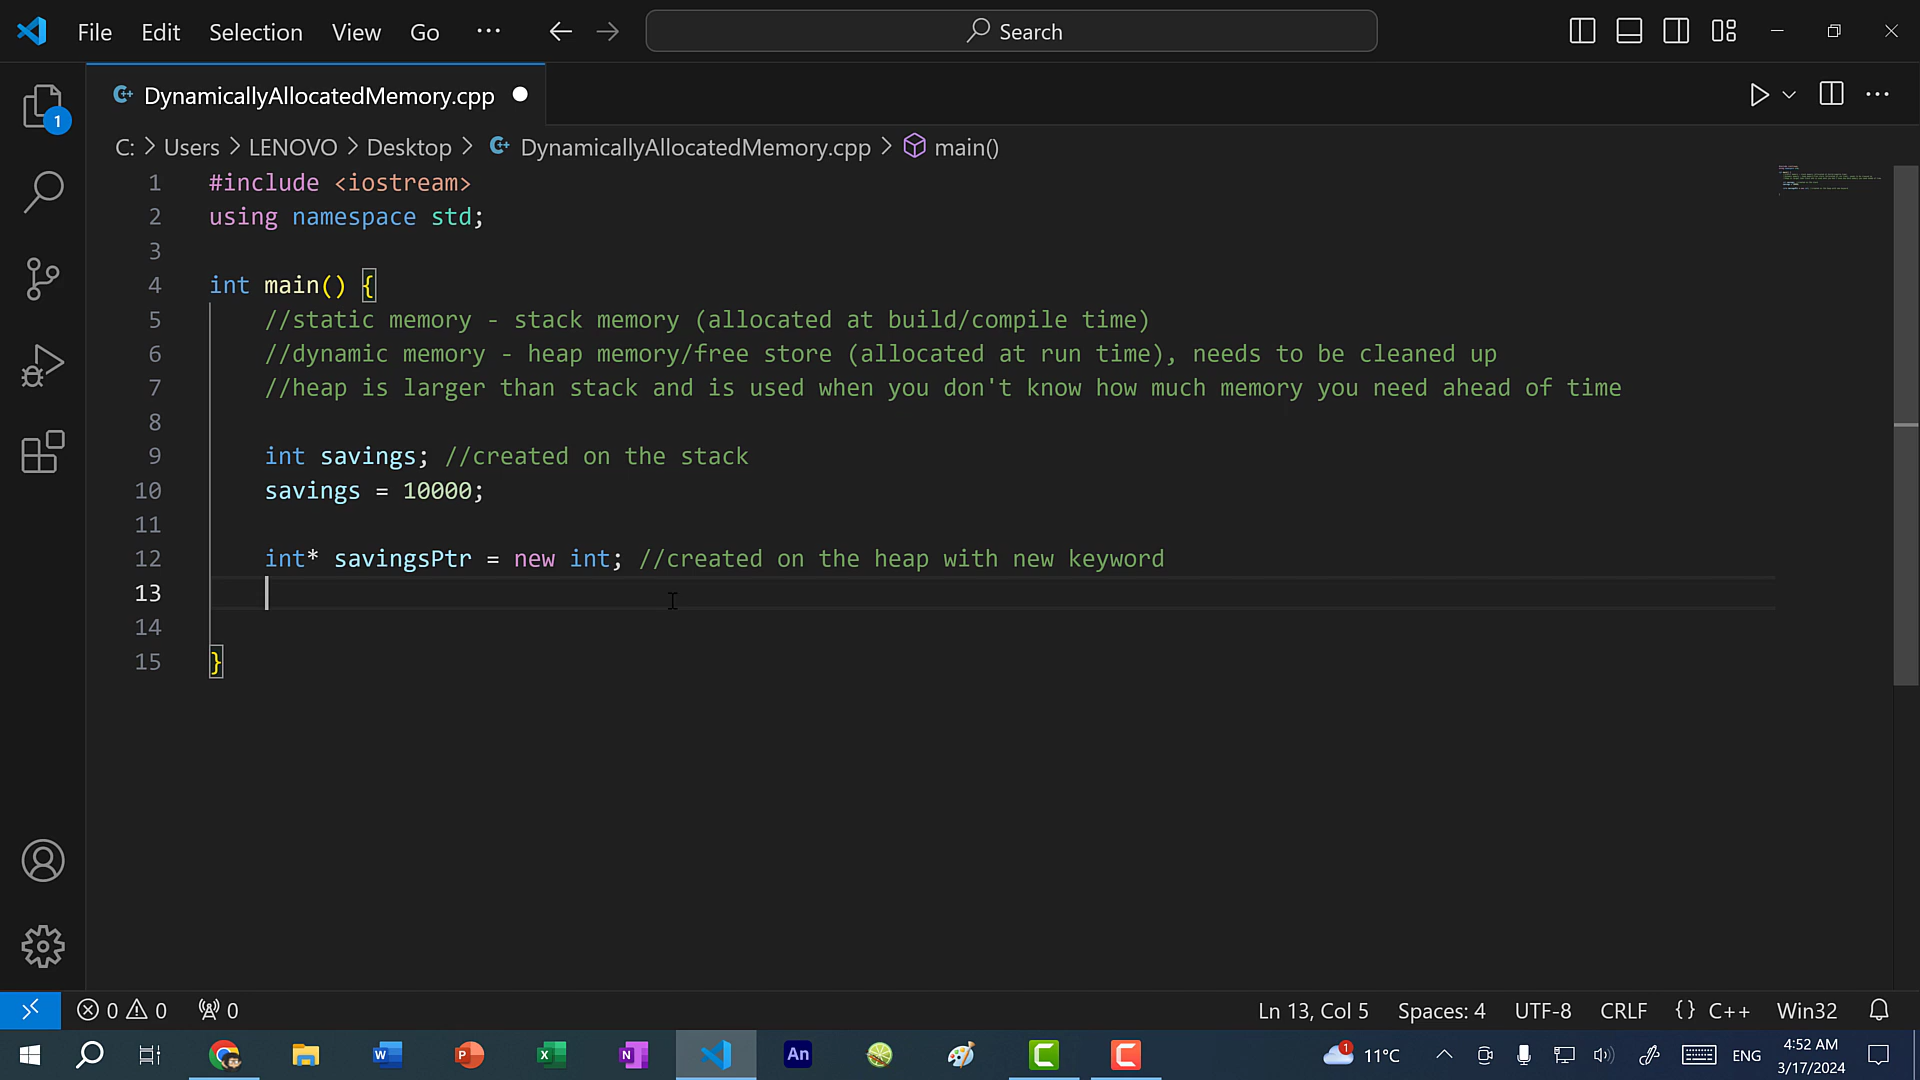 File Edit Selection View Go ··· Search
DynamicallyAllocatedMemory.cpp
1
C: > Users > LENOVO > Desktop > DynamicallyAllocatedMemory.cpp > main()
1 #include <iostream>
2 using namespace std;
3
4 int main() {
5 //static memory - stack memory (allocated at build/compile time)
6 //dynamic memory - heap memory/free store (allocated at run time), needs to be cleaned up
7 //heap is larger than stack and is used when you don't know how much memory you need ahead of time
8
9 int savings; //created on the stack
10 savings = 10000;
11
12 int* savingsPtr = new int; //created on the heap with new keyword
13
14
15 }
0 0 0 Ln 13, Col 5 Spaces: 4 UTF-8 CRLF {} C++ Win32
W P X N An C C 1 11°C ENG 4:52 AM
3/17/2024